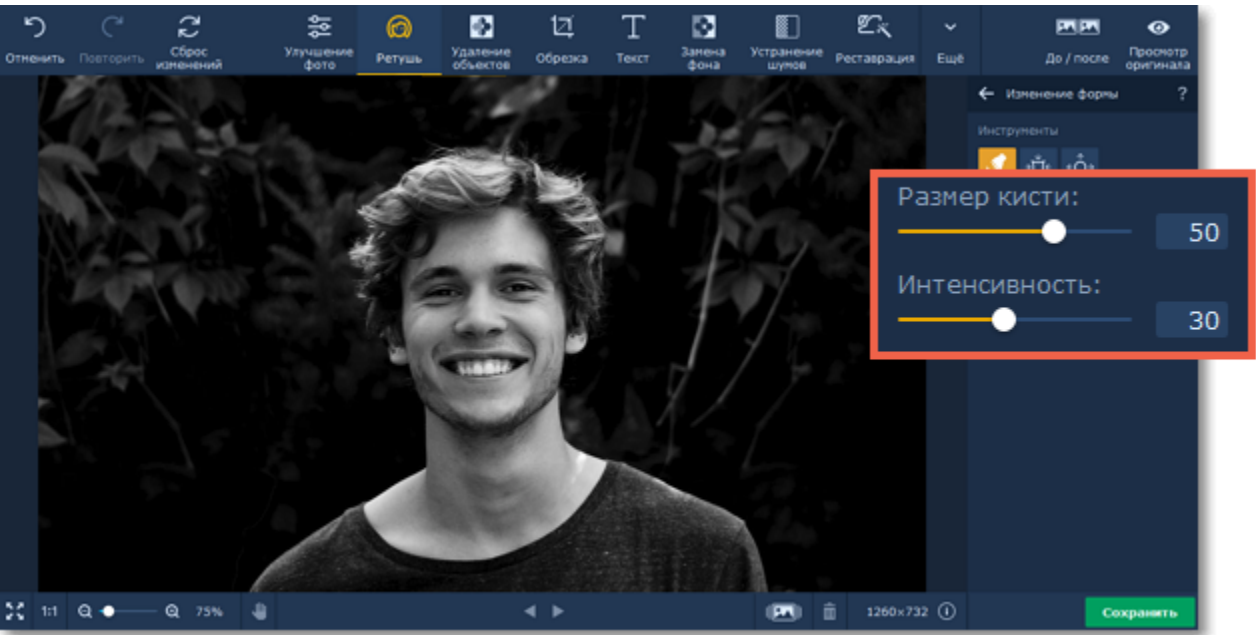 Отменить
Повторить
Сброс
изменений
Улучшение
фото
Ретушь
Удаление
объектов
Обрезка
Текст
Замена
фона
Устранение
шумов
Реставрация
Ещё
До / после
Просмотр
оригинала
Изменение формы ?
Инструменты
Размер кисти:
50
Интенсивность:
30
1:1
75%
1260×732
Сохранить